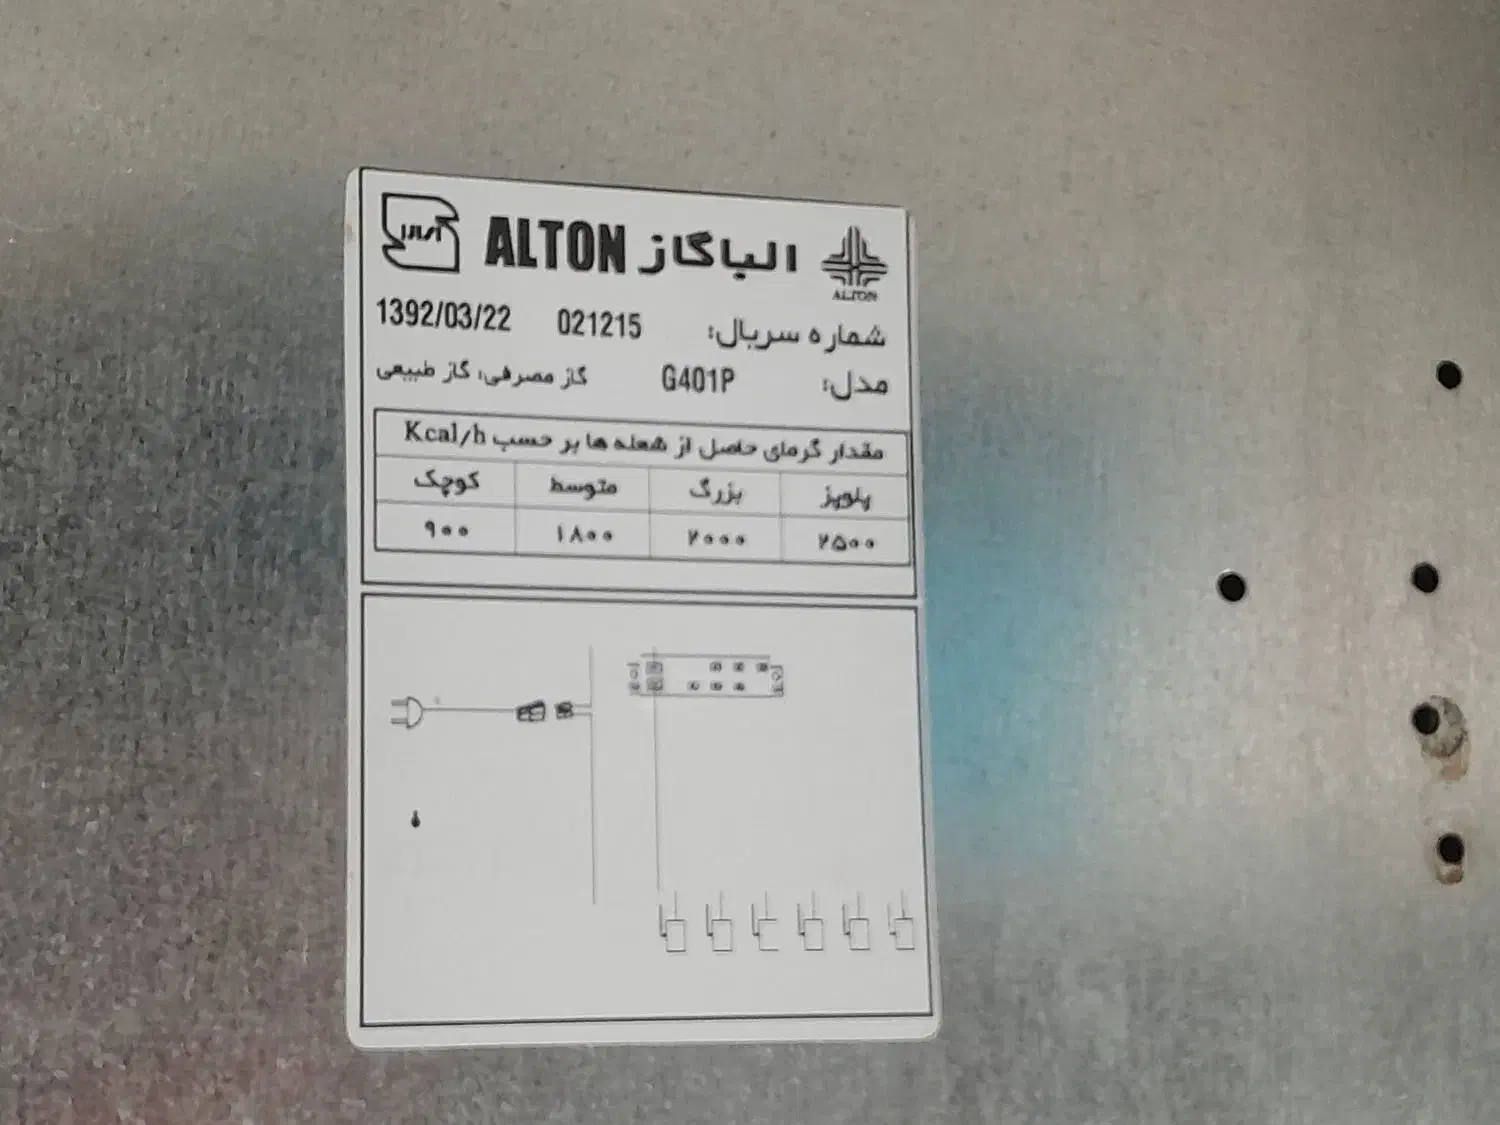 الیاگاز ALTON
ALTON
شماره سریال: 021215 1392/03/22
مدل: G401P گاز مصرفی: گاز طبیعی
مقدار گرمای حاصل از شعله ها بر حسب Kcal/h
پلوپز بزرگ متوسط کوچک
۲۵۰۰ ۲۰۰۰ ۱۸۰۰ ۹۰۰